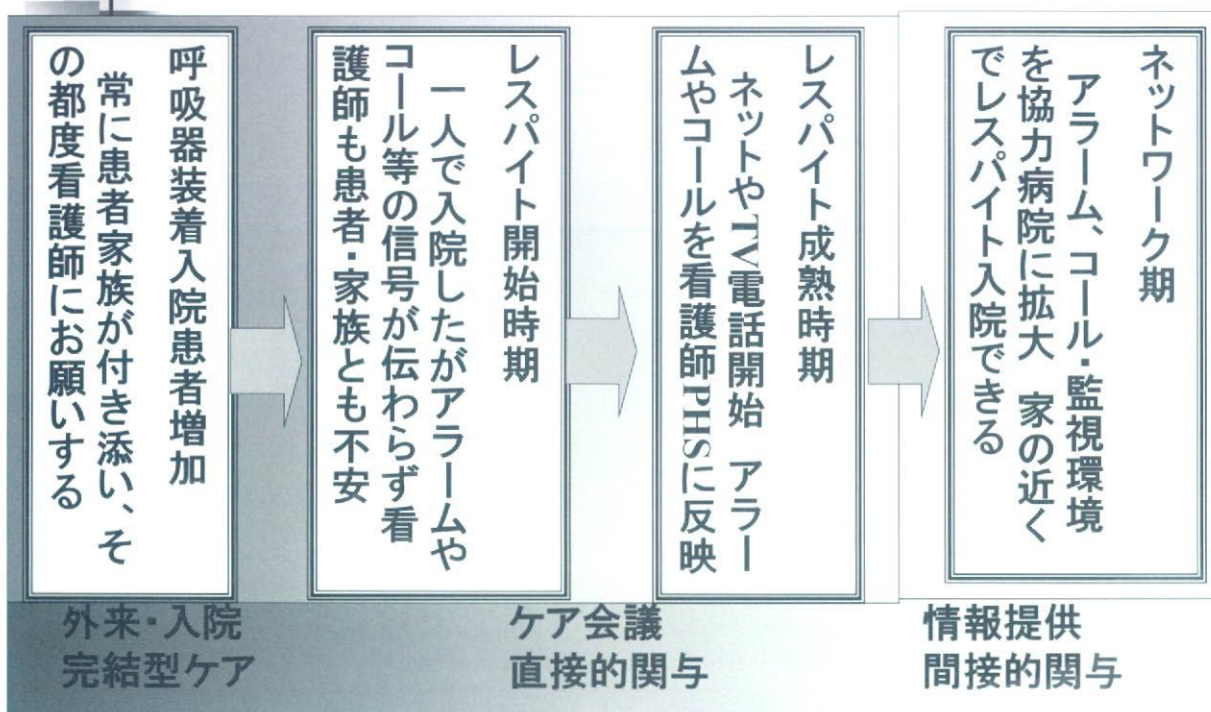 呼吸器装着入院患者増加
常に患者家族が付き添い、そ
の都度看護師にお願いする
レスパイト開始時期
一人で入院したがアラームや
コール等の信号が伝わらず看
護師も患者・家族とも不安
レスパイト成熟時期
ネットやTV電話開始 アラー
ムやコールを看護師PHSに反映
ネットワーク期
アラーム、コール・監視環境
を協力病院に拡大 家の近く
でレスパイト入院できる
外来・入院
完結型ケア
ケア会議
直接的関与
情報提供
間接的関与